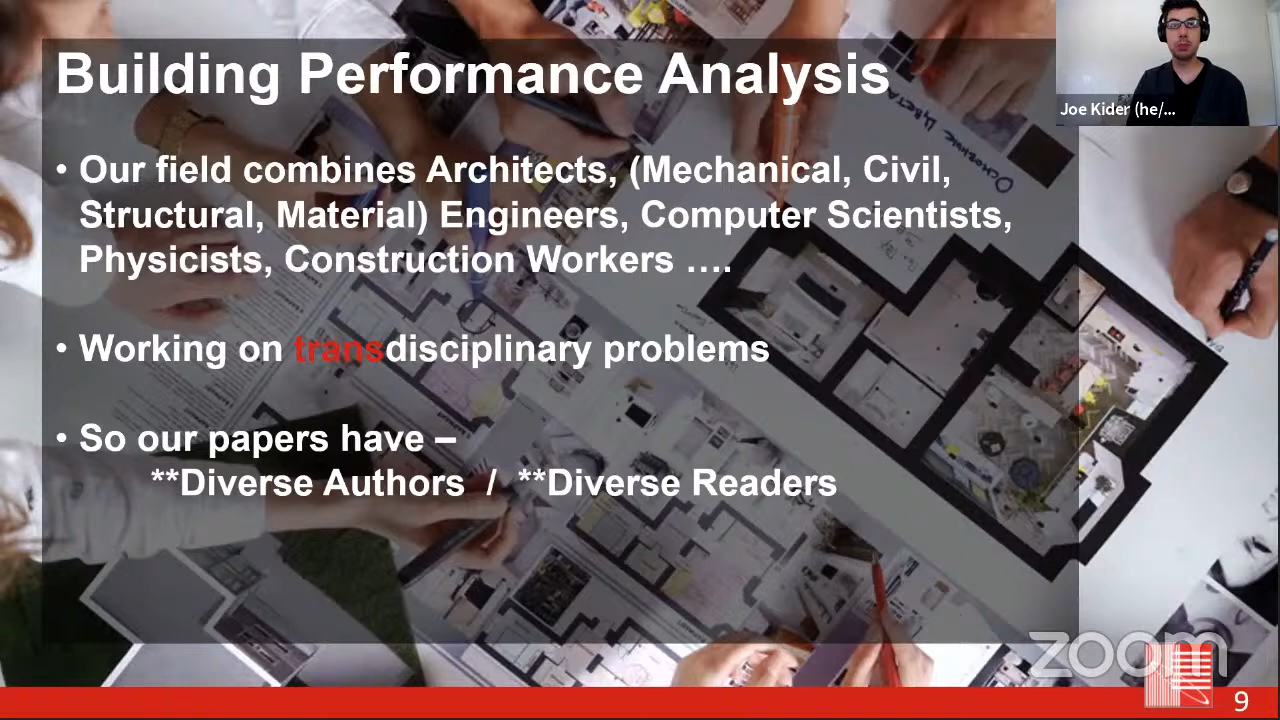 Building Performance Analysis
• Our field combines Architects, (Mechanical, Civil,
Structural, Material) Engineers, Computer Scientists,
Physicists, Construction Workers ….
• Working on transdisciplinary problems
• So our papers have –
**Diverse Authors / **Diverse Readers
Joe Kider (he/...
zoom
9